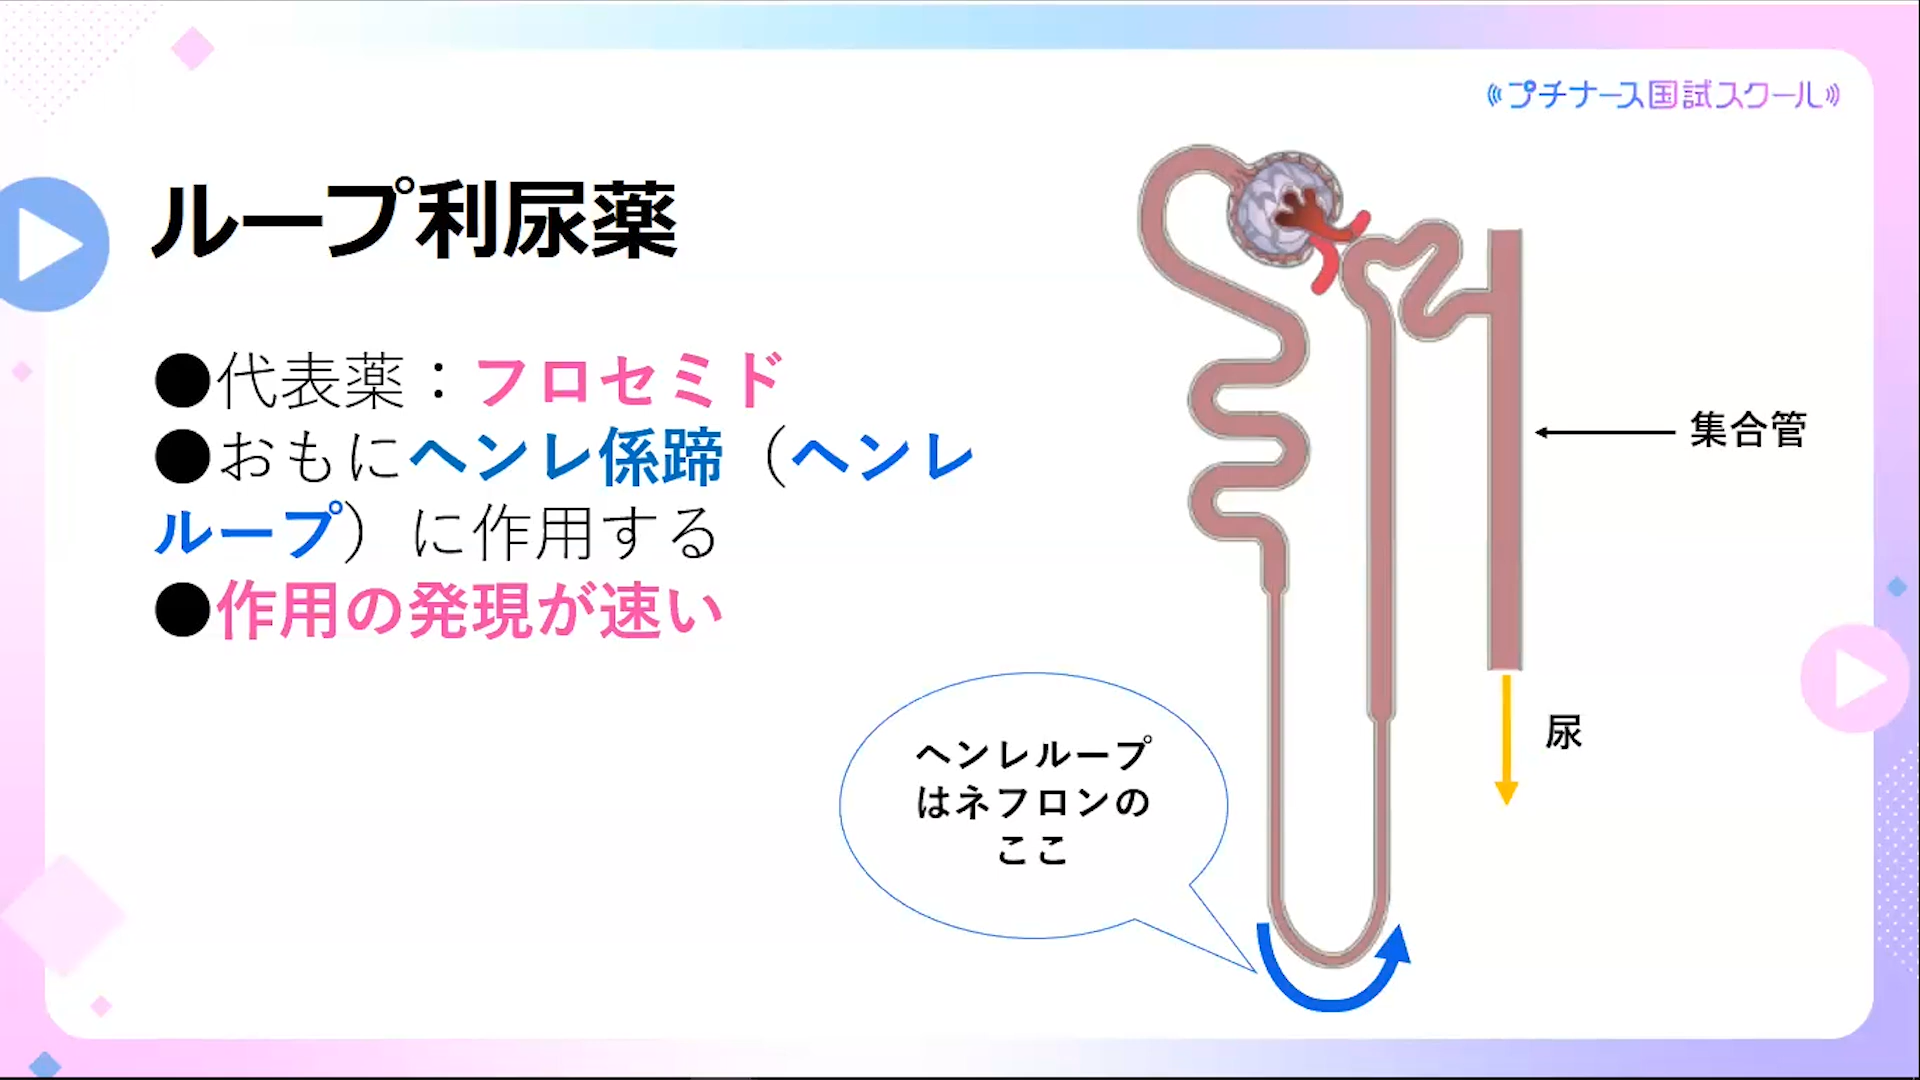 プチナース国試スクール
ループ利尿薬
●代表薬：フロセミド
●おもにヘンレ係蹄（ヘンレ
ループ）に作用する
●作用の発現が速い
集合管
尿
ヘンレループ
はネフロンの
ここ